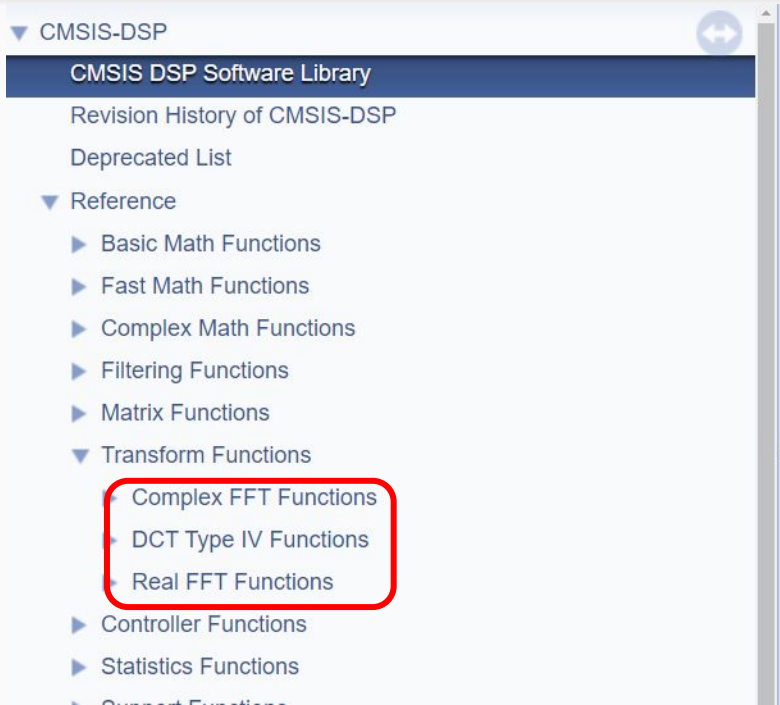 CMSIS-DSP
CMSIS DSP Software Library
Revision History of CMSIS-DSP
Deprecated List
Reference
Basic Math Functions
Fast Math Functions
Complex Math Functions
Filtering Functions
Matrix Functions
Transform Functions
Complex FFT Functions
DCT Type IV Functions
Real FFT Functions
Controller Functions
Statistics Functions
Support Functions